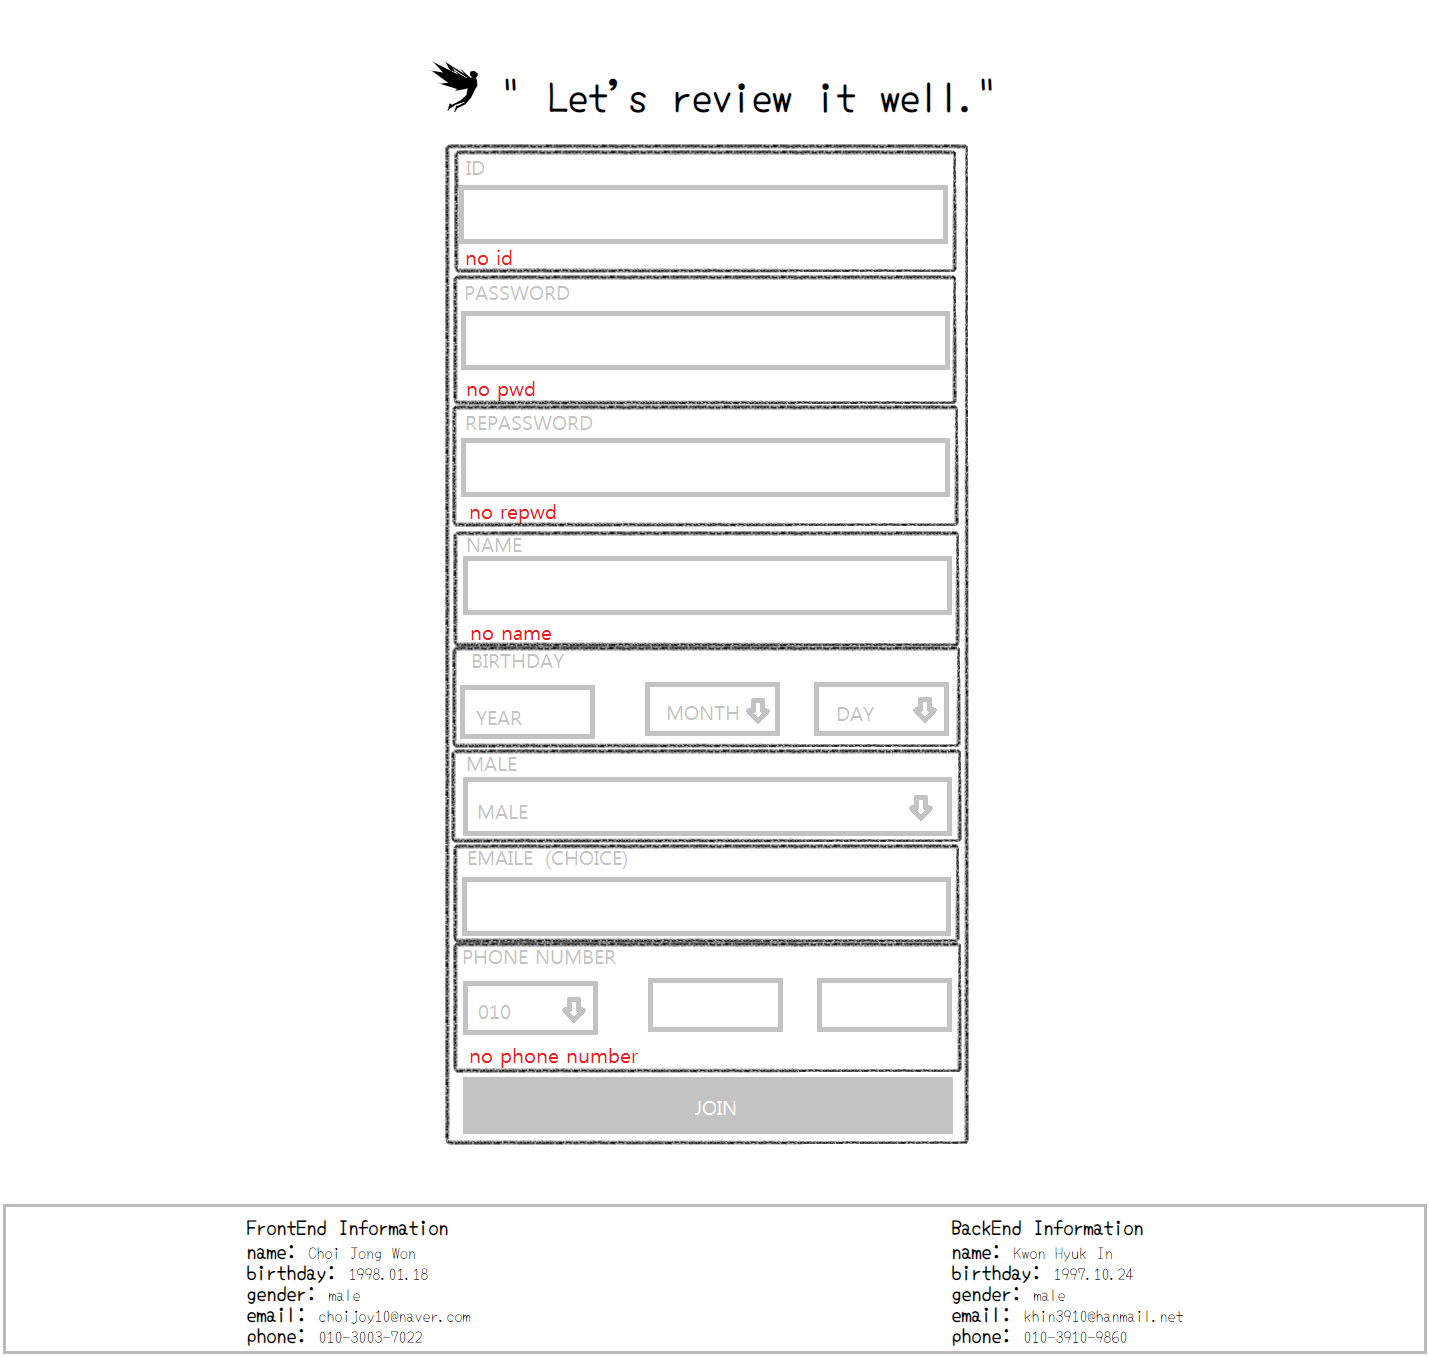 " Let's review it well."
ID
no id
PASSWORD
no pwd
REPASSWORD
no repwd
NAME
no name
BIRTHDAY
YEAR MONTH DAY
MALE
MALE
EMAILE (CHOICE)
PHONE NUMBER
010
no phone number
JOIN
FrontEnd Information
name: Choi Jong Won
birthday: 1998.01.18
gender: male
email: choijoy10@naver.com
phone: 010-3003-7022
BackEnd Information
name: Kwon Hyuk In
birthday: 1997.10.24
gender: male
email: khin3910@hanmail.net
phone: 010-3910-9860